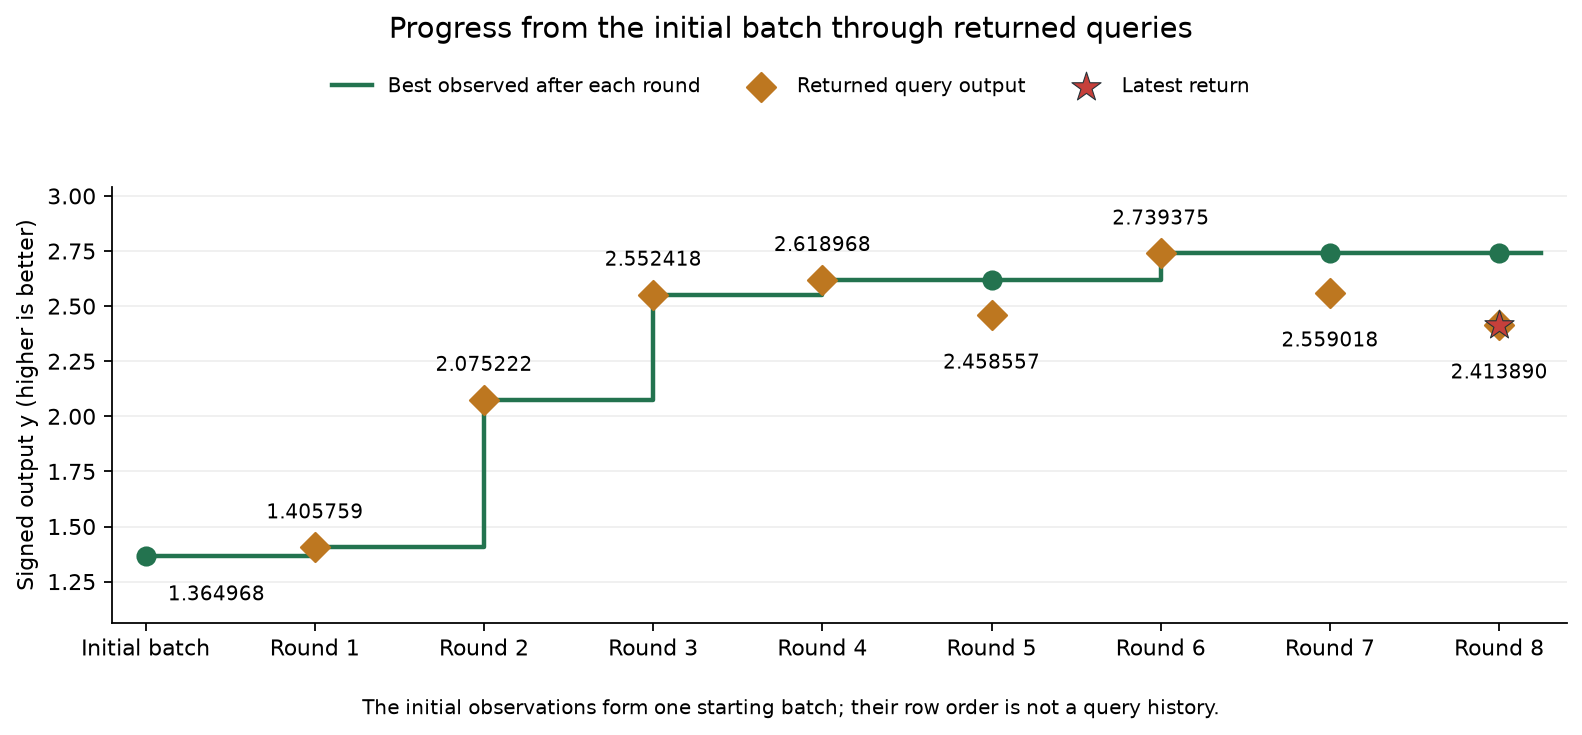 Progress from the initial batch through returned queries
Best observed after each round
Returned query output
Latest return
Signed output y (higher is better)
3.00
2.75
2.50
2.25
2.00
1.75
1.50
1.25
1.364968
1.405759
2.075222
2.552418
2.618968
2.458557
2.739375
2.559018
2.413890
Initial batch
Round 1
Round 2
Round 3
Round 4
Round 5
Round 6
Round 7
Round 8
The initial observations form one starting batch; their row order is not a query history.